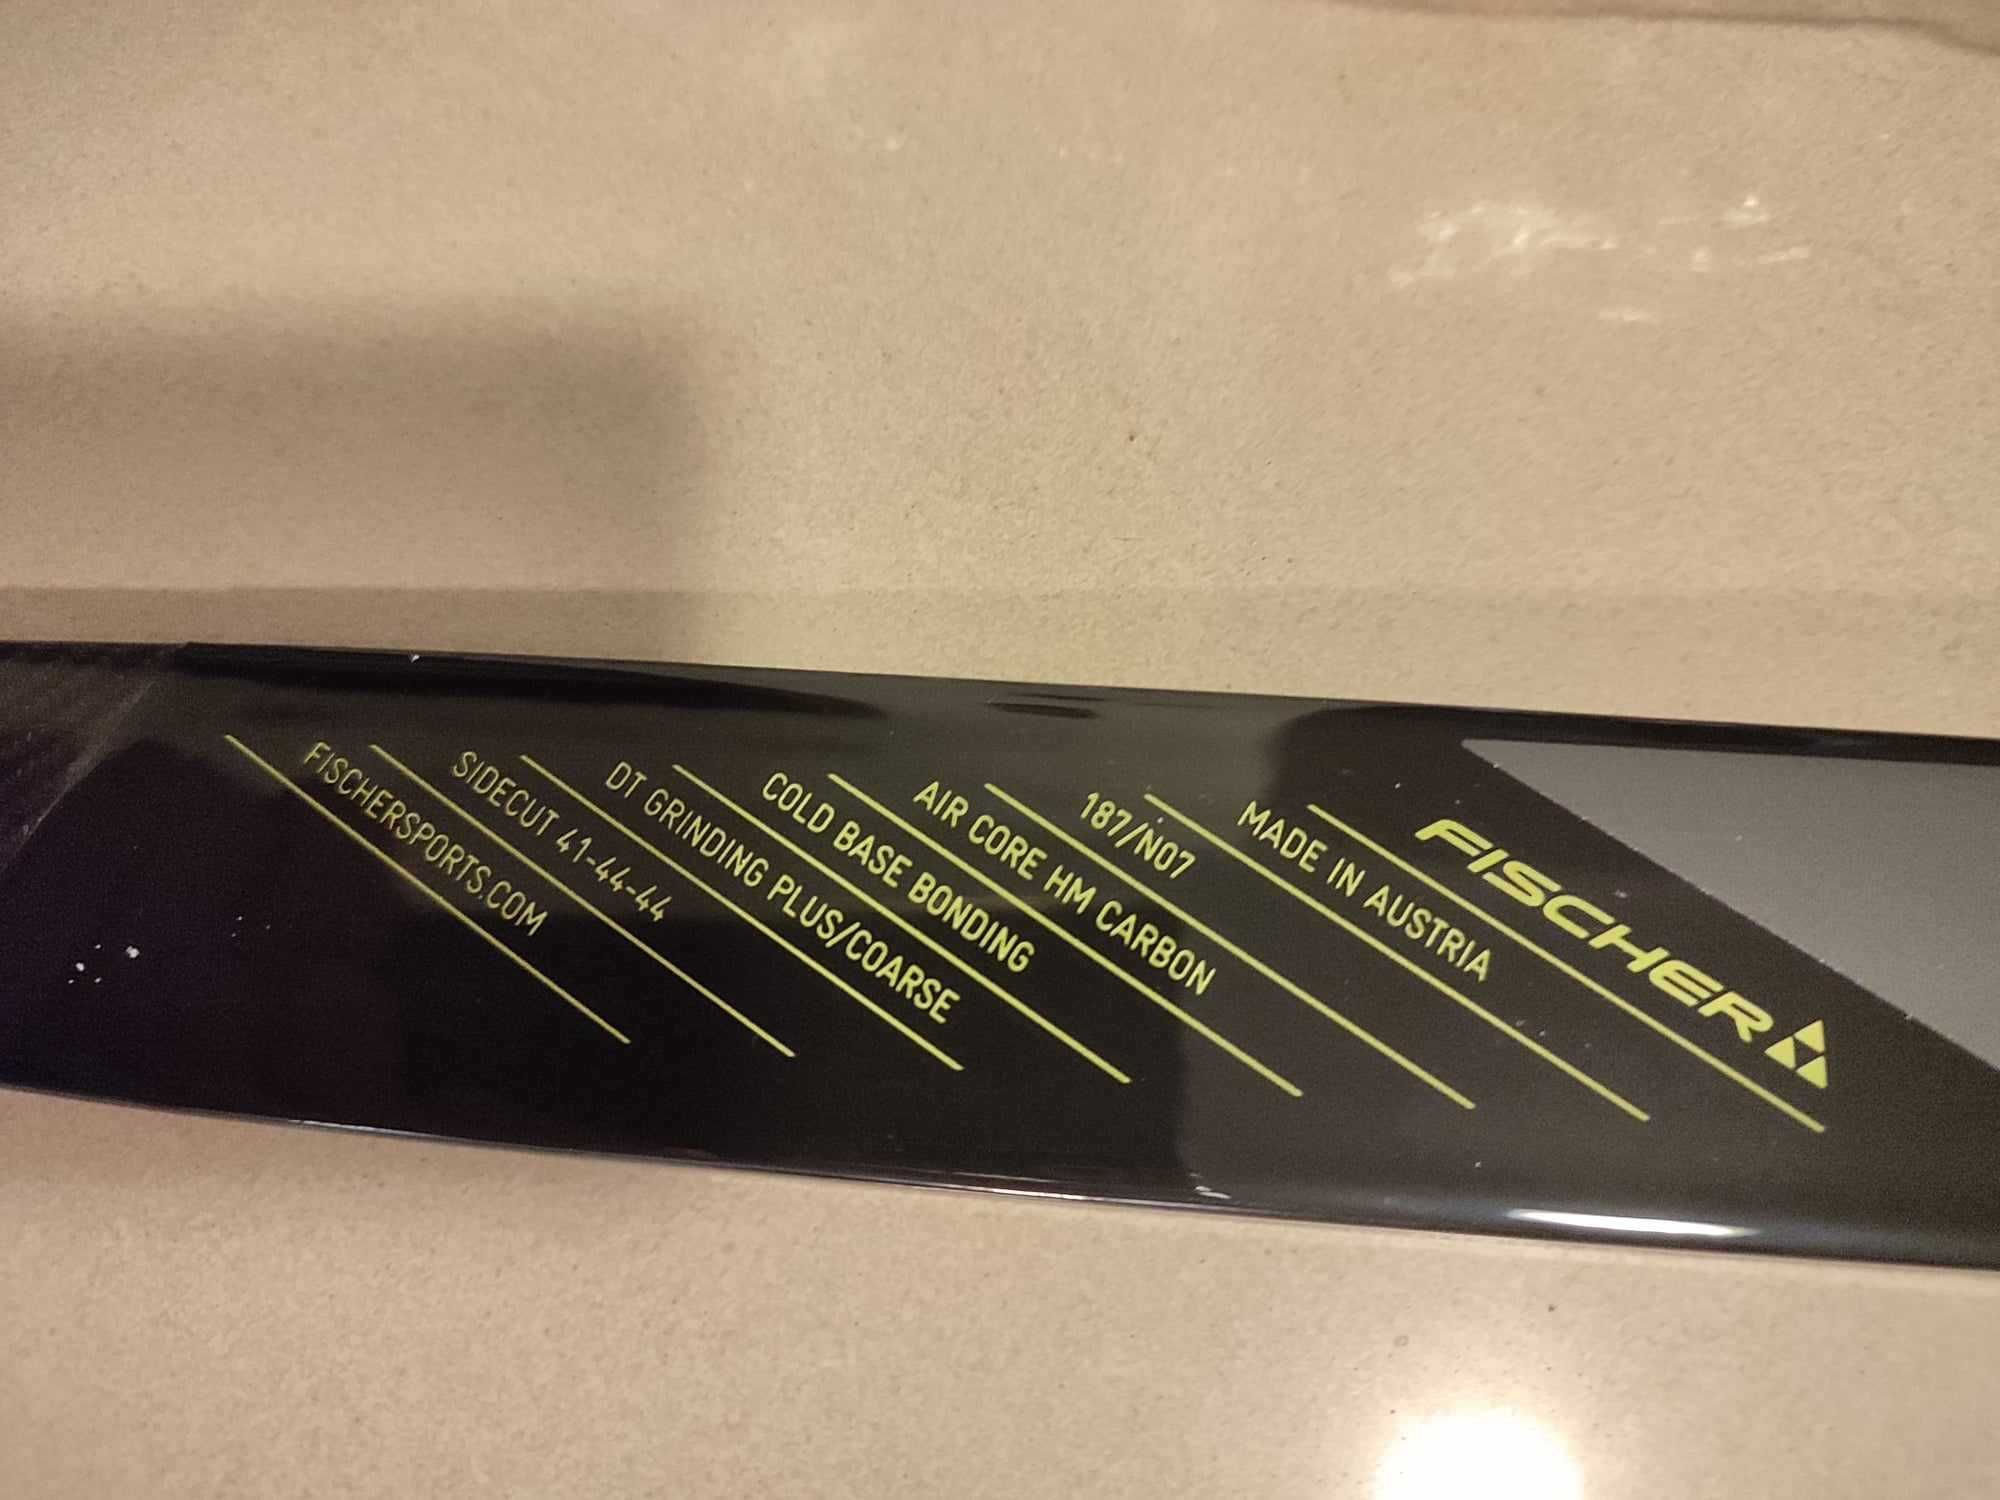 FISCHERSPORTS.COM
SIDECUT 41-44-44
DT GRINDING PLUS/COARSE
COLD BASE BONDING
AIR CORE HM CARBON
187/N07
MADE IN AUSTRIA
FISCHER